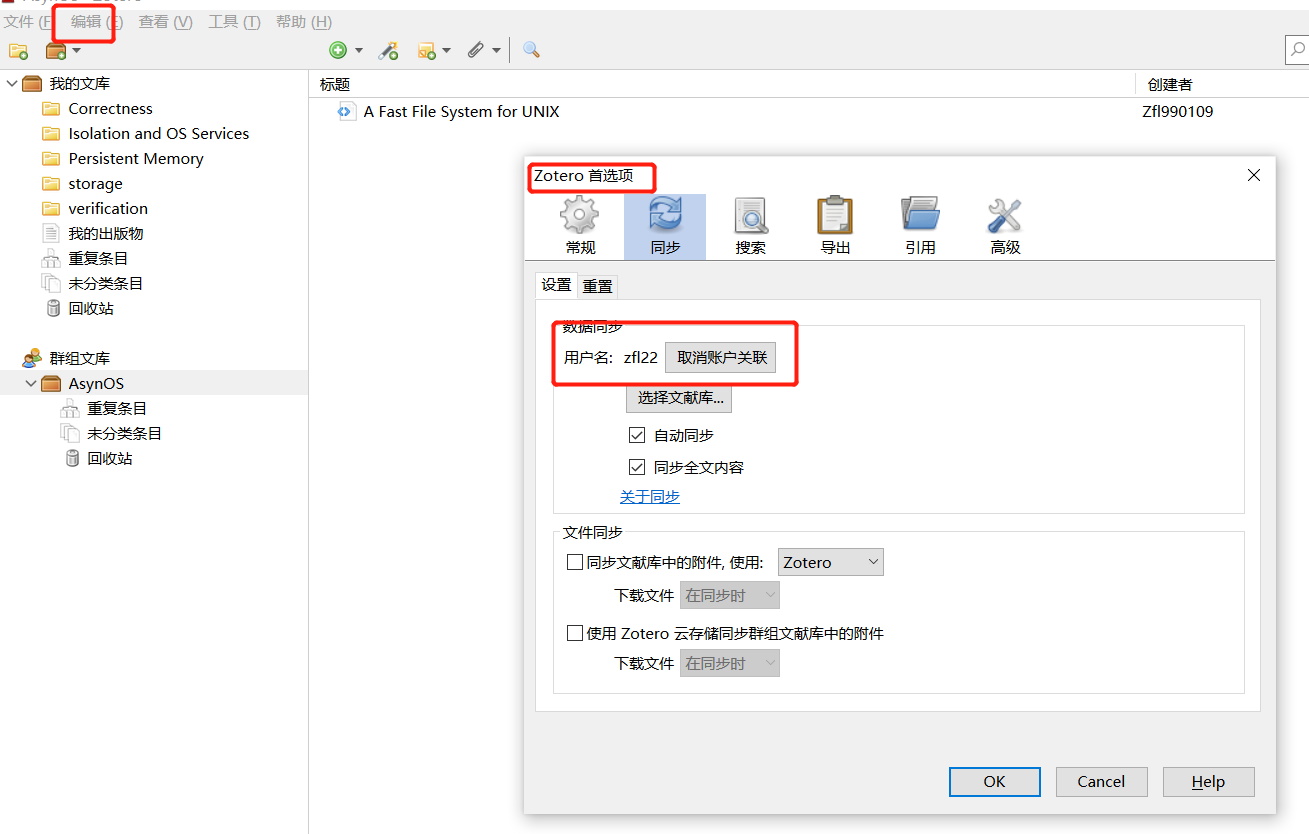 文件 (F 编辑 (E) 查看 (V) 工具 (T) 帮助 (H)
我的文库
Correctness
Isolation and OS Services
Persistent Memory
storage
verification
我的出版物
重复条目
未分类条目
回收站
群组文库
AsynOS
重复条目
未分类条目
回收站
标题 创建者
A Fast File System for UNIX Zfl990109
Zotero 首选项
常规 同步 搜索 导出 引用 高级
设置 重置
数据同步
用户名: zfl22 取消账户关联
选择文献库...
自动同步
同步全文内容
关于同步
文件同步
同步文献库中的附件, 使用: Zotero
下载文件 在同步时
使用 Zotero 云存储同步群组文献库中的附件
下载文件 在同步时
OK Cancel Help